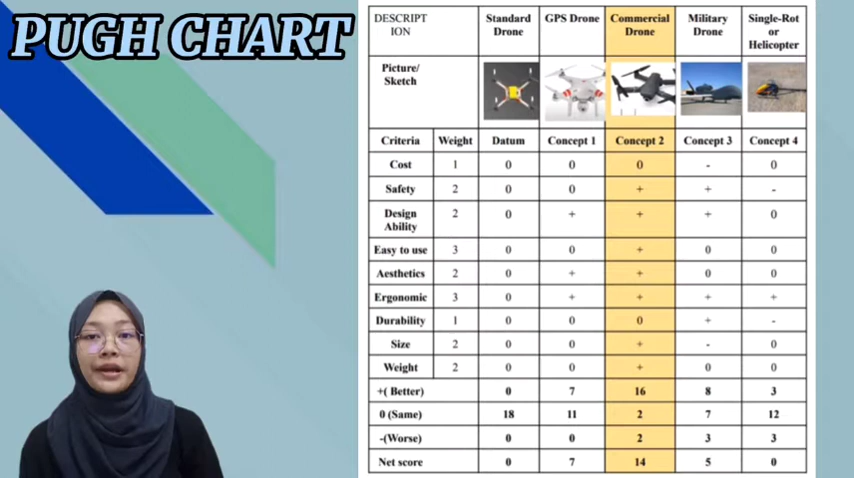 PUGH CHART
DESCRIPT
ION
Standard
Drone
GPS Drone
Commercial
Drone
Military
Drone
Single-Rot
or
Helicopter
Picture/
Sketch
Criteria Weight Datum Concept 1 Concept 2 Concept 3 Concept 4
Cost 1 0 0 0 - 0
Safety 2 0 0 + + -
Design
Ability
2 0 + + + 0
Easy to use 3 0 0 + 0 0
Aesthetics 2 0 + + 0 0
Ergonomic 3 0 + + + +
Durability 1 0 0 0 + -
Size 2 0 0 + - 0
Weight 2 0 0 + 0 0
+( Better) 0 7 16 8 3
0 (Same) 18 11 2 7 12
-(Worse) 0 0 2 3 3
Net score 0 7 14 5 0